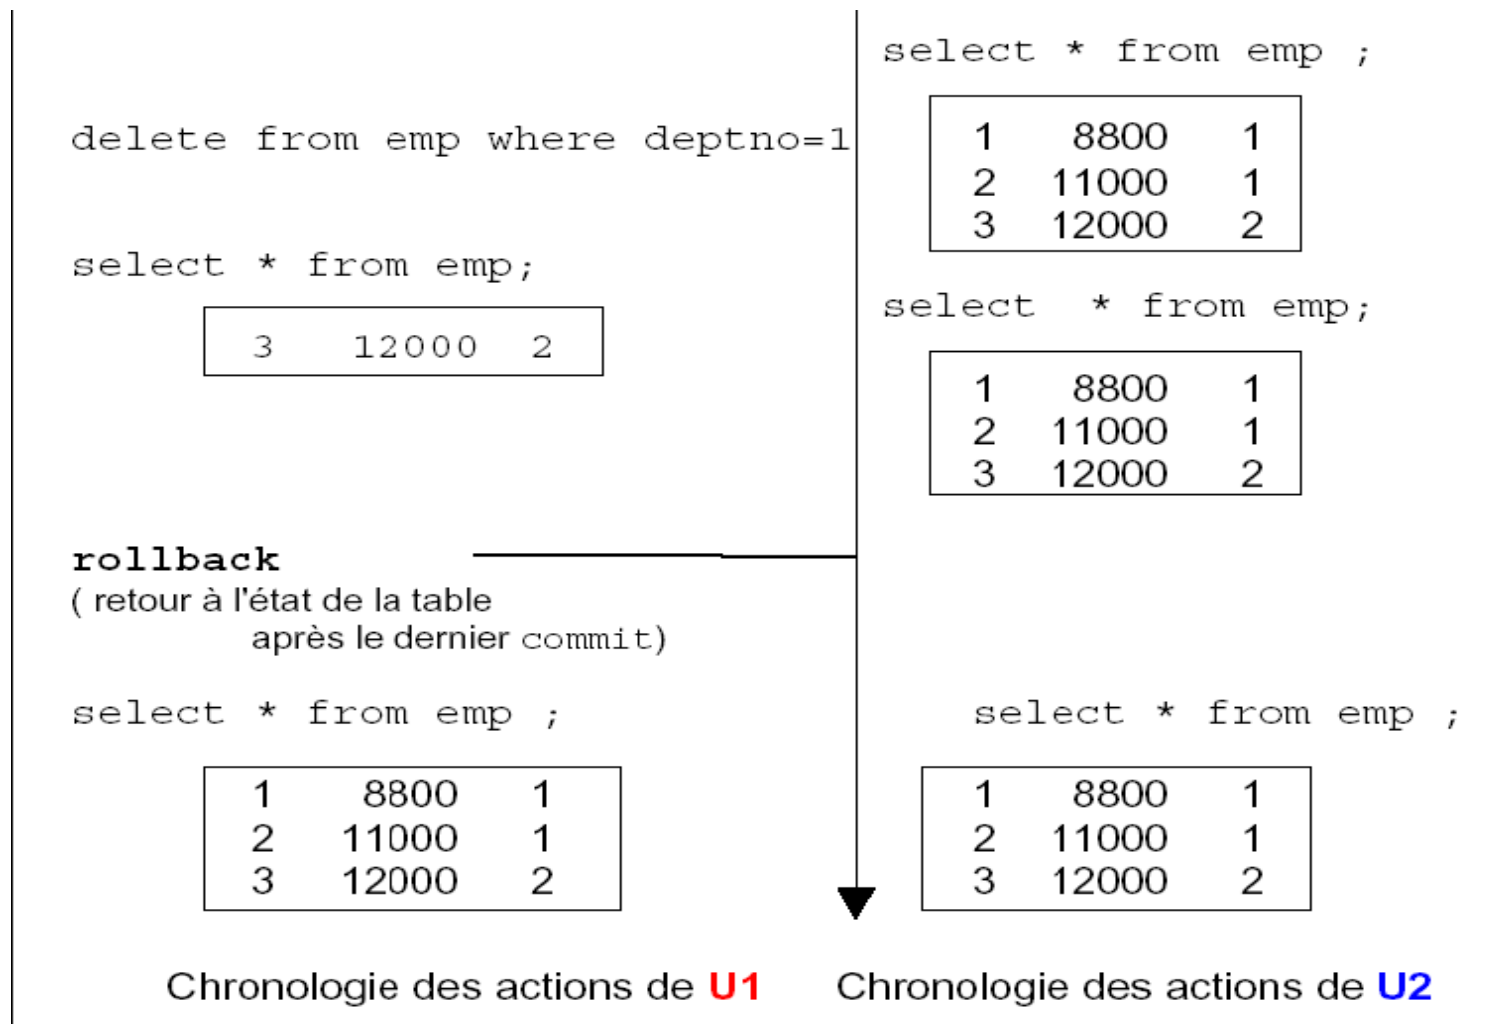 select * from emp ;
1 8800 1
2 11000 1
3 12000 2
delete from emp where deptno=1
select * from emp;
3 12000 2
select * from emp;
1 8800 1
2 11000 1
3 12000 2
rollback
( retour à l'état de la table
après le dernier commit)
select * from emp ;
1 8800 1
2 11000 1
3 12000 2
select * from emp ;
1 8800 1
2 11000 1
3 12000 2
Chronologie des actions de U1
Chronologie des actions de U2